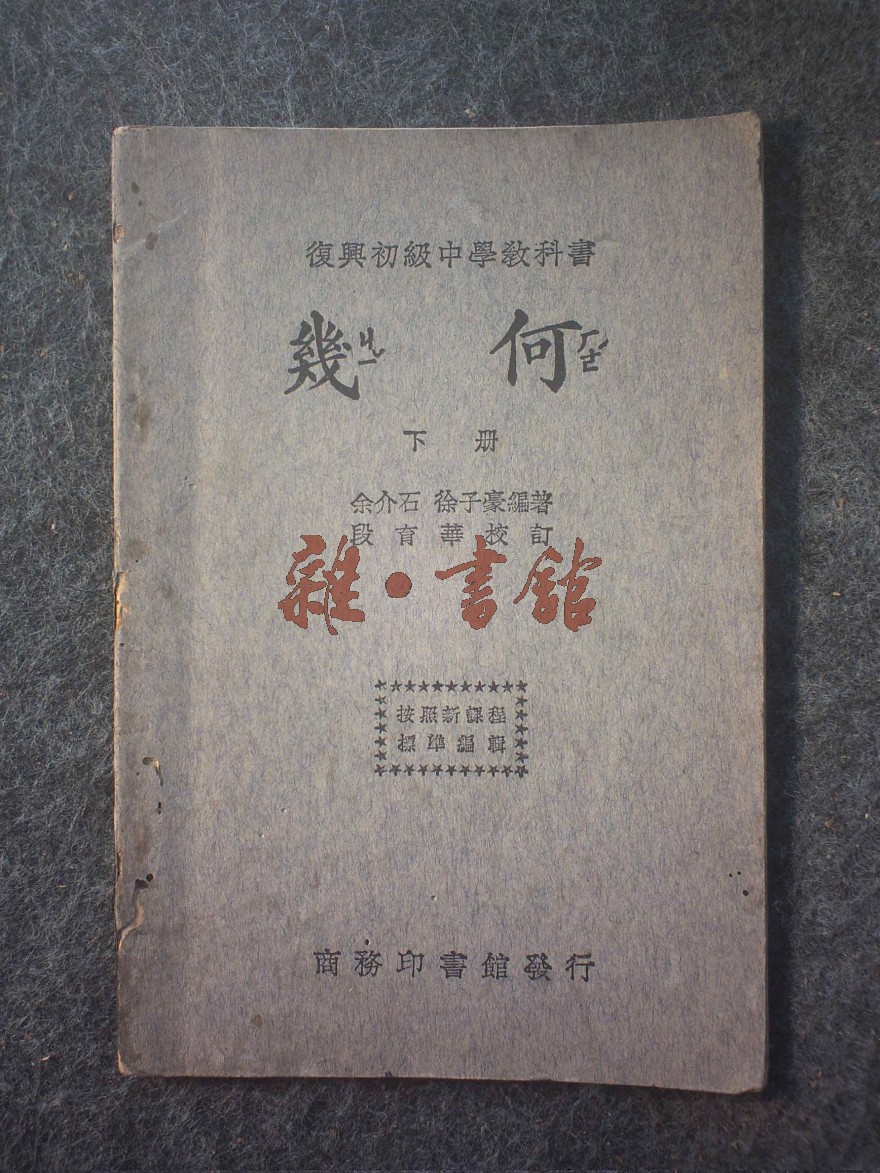 復興初級中學教科書
幾ㄐㄧˇ 何ㄏㄜˊ
下册
余介石 徐子豪編著
段育華校訂
雜·書館
按照新課程
標準編輯
商務印書館發行